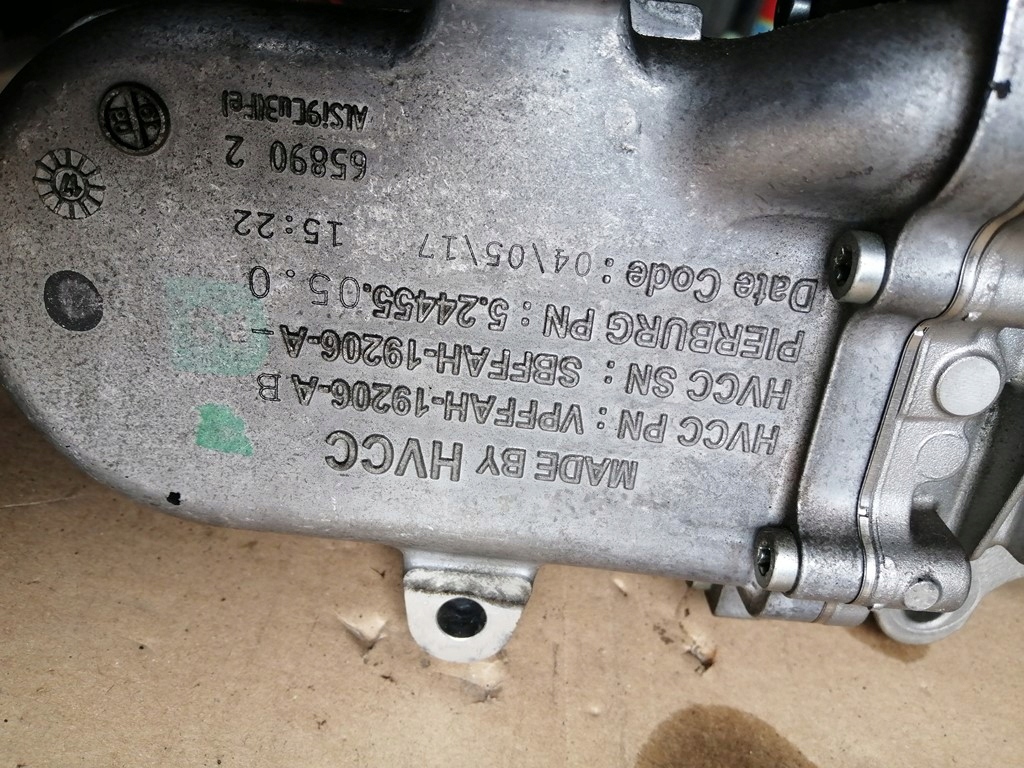 MADE BY HVCC
HVCC PN : VPFFAH-19206-A B
HVCC SN : SBFFAH-19206-A -
PIERBURG PN : 5.24455.05.0
Date Code : 04\05\17
15:22
65890 2
AlSi9Cu3(Fe)